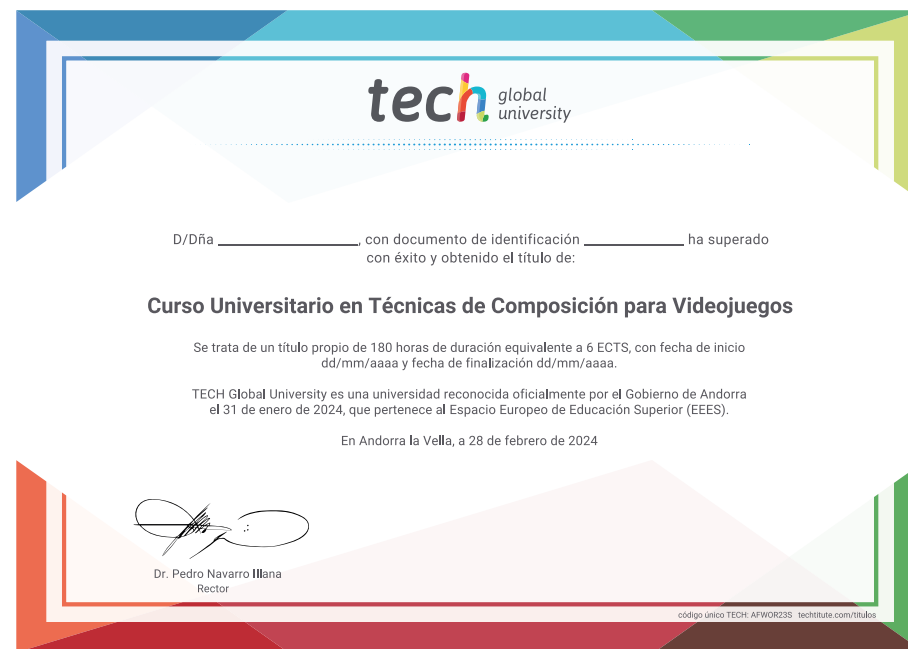 tech global
university
D/Dña ______________, con documento de identificación __________ ha superado
con éxito y obtenido el título de:
Curso Universitario en Técnicas de Composición para Videojuegos
Se trata de un título propio de 180 horas de duración equivalente a 6 ECTS, con fecha de inicio
dd/mm/aaaa y fecha de finalización dd/mm/aaaa.
TECH Global University es una universidad reconocida oficialmente por el Gobierno de Andorra
el 31 de enero de 2024, que pertenece al Espacio Europeo de Educación Superior (EEES).
En Andorra la Vella, a 28 de febrero de 2024
Dr. Pedro Navarro Illana
Rector
código único TECH: AFWOR23S techtitute.com/titulos